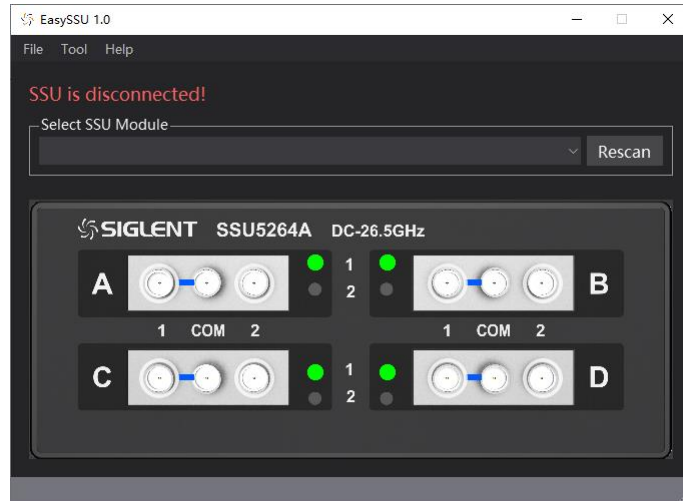 EasySSU 1.0
File Tool Help
SSU is disconnected!
Select SSU Module
Rescan
SIGLENT SSU5264A DC-26.5GHz
A 1 B
2
1 COM 2 1 COM 2
C 1 D
2